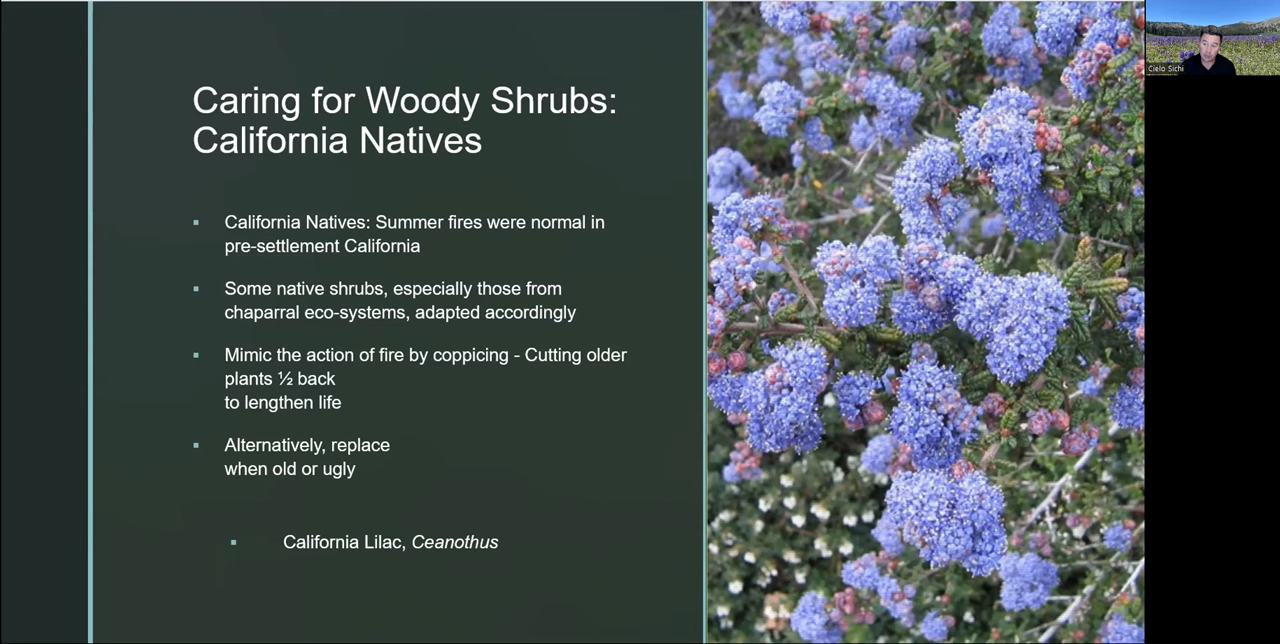 Caring for Woody Shrubs:
California Natives
▪ California Natives: Summer fires were normal in
pre-settlement California
▪ Some native shrubs, especially those from
chaparral eco-systems, adapted accordingly
▪ Mimic the action of fire by coppicing - Cutting older
plants ½ back
to lengthen life
▪ Alternatively, replace
when old or ugly
▪ California Lilac, Ceanothus
Cielo Sichi